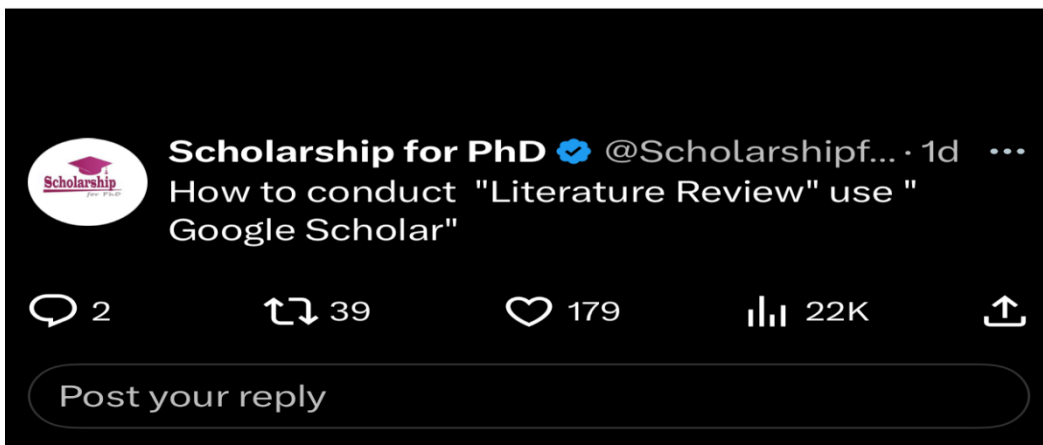 Scholarship
for PhD
Scholarship for PhD @Scholarshipf... · 1d
How to conduct "Literature Review" use "
Google Scholar"
2 39 179 22K
Post your reply